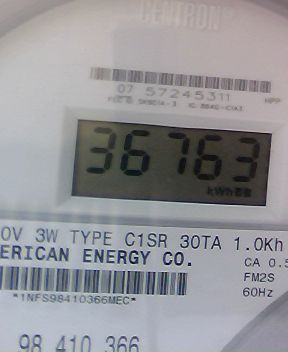 CENTRON
07 57245311
HPP
36763
kWh
0V 3W TYPE C1SR 30TA 1.0Kh
ERICAN ENERGY CO.
CA 0.5
FM2S
*1NFS98410366MEC*
60Hz
98 410 366